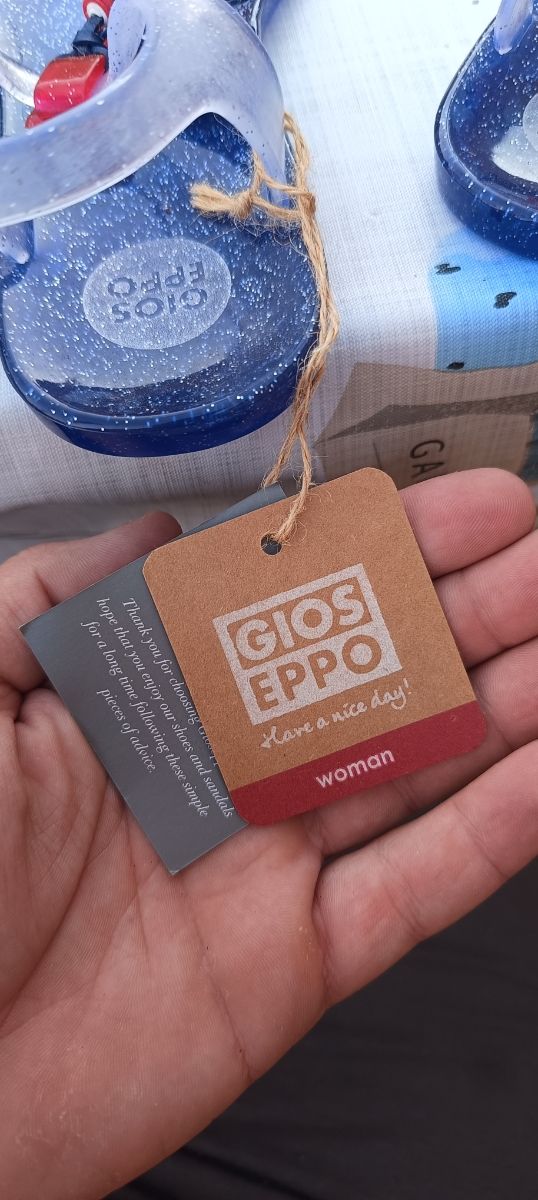 GIOS
EPPO
GA
GIOS
EPPO
Have a nice day!
woman
Thank you for choosing
hope that you enjoy our shoes and sandals
for a long time following these simple
pieces of advice.